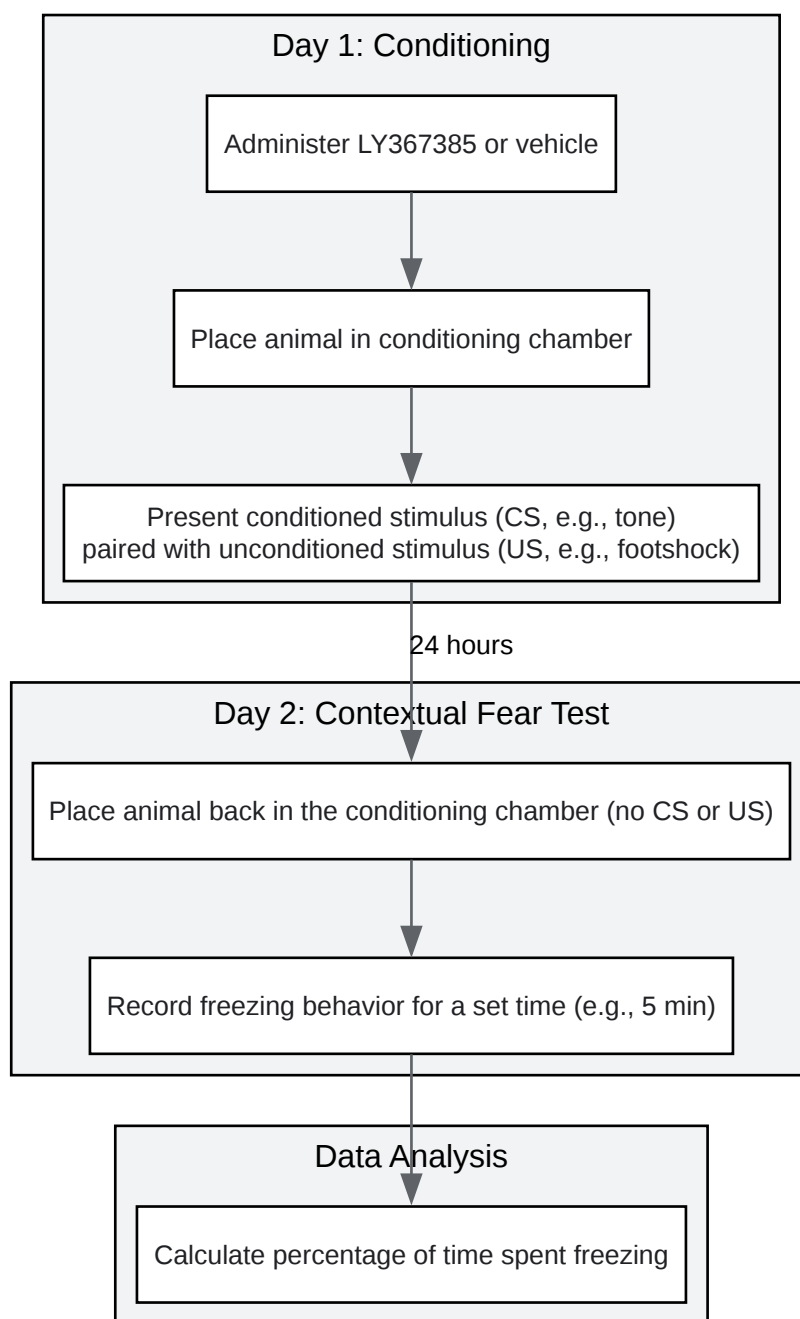 Day 1: Conditioning
Administer LY367385 or vehicle
Place animal in conditioning chamber
Present conditioned stimulus (CS, e.g., tone)
paired with unconditioned stimulus (US, e.g., footshock)
24 hours
Day 2: Contextual Fear Test
Place animal back in the conditioning chamber (no CS or US)
Record freezing behavior for a set time (e.g., 5 min)
Data Analysis
Calculate percentage of time spent freezing